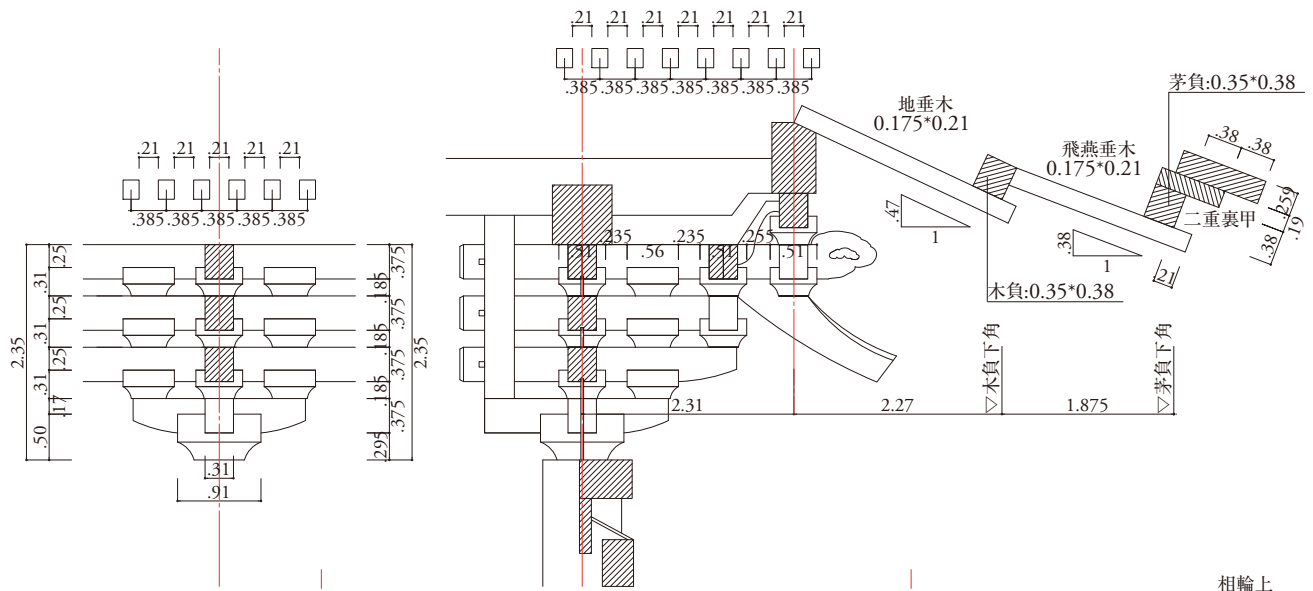 .21 .21 .21 .21 .21 .21 .21
.385 .385 .385 .385 .385 .385 .385
地垂木
0.175*0.21
茅負:0.35*0.38
.38 .38
飛燕垂木
0.175*0.21
.259
.19
.38
二重裏甲
.21
.47
1
.38
1
木負:0.35*0.38
.21 .21 .21 .21 .21
.385 .385 .385 .385 .385
.235 .235 .255
.51 .56 .51 .51
2.35
.25
.31
.25
.31
.25
.31
.17
.50
.375
.185
.375
.185
.375
.185
.375
.295
2.35
.31
.91
2.31
2.27
1.875
▽木負下角
▽茅負下角
相輪上